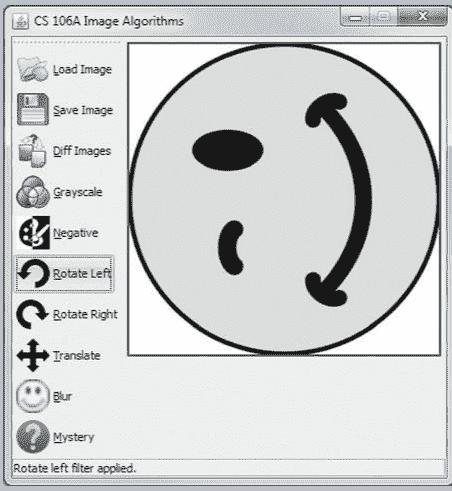 CS 106A Image Algorithms
Load Image
Save Image
Diff Images
Grayscale
Negative
Rotate Left
Rotate Right
Translate
Blur
Mystery
Rotate left filter applied.